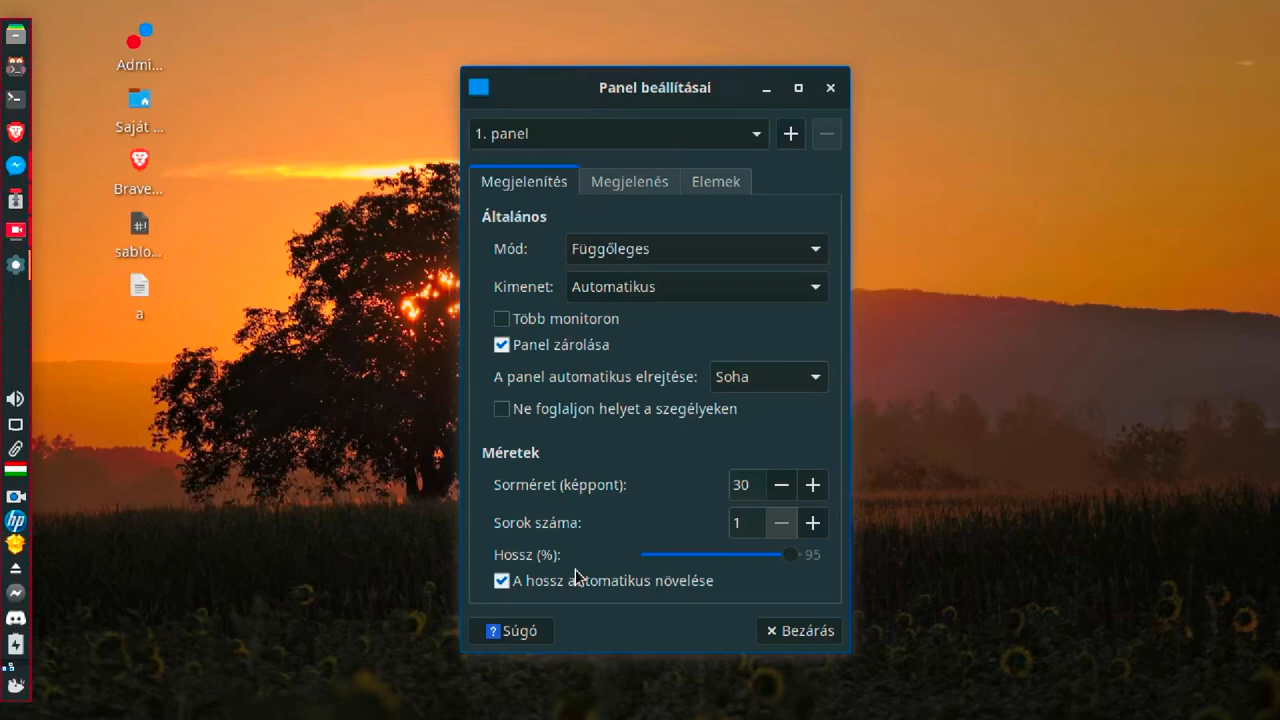 Admi...
Saját ...
Brave...
sablo...
a
Panel beállításai
1. panel
Megjelenítés
Megjelenés
Elemek
Általános
Mód:
Függőleges
Kimenet:
Automatikus
Több monitoron
Panel zárolása
A panel automatikus elrejtése:
Soha
Ne foglaljon helyet a szegélyeken
Méretek
Sorméret (képpont):
30
Sorok száma:
1
Hossz (%):
95
A hossz automatikus növelése
? Súgó
Bezárás
hp
#!